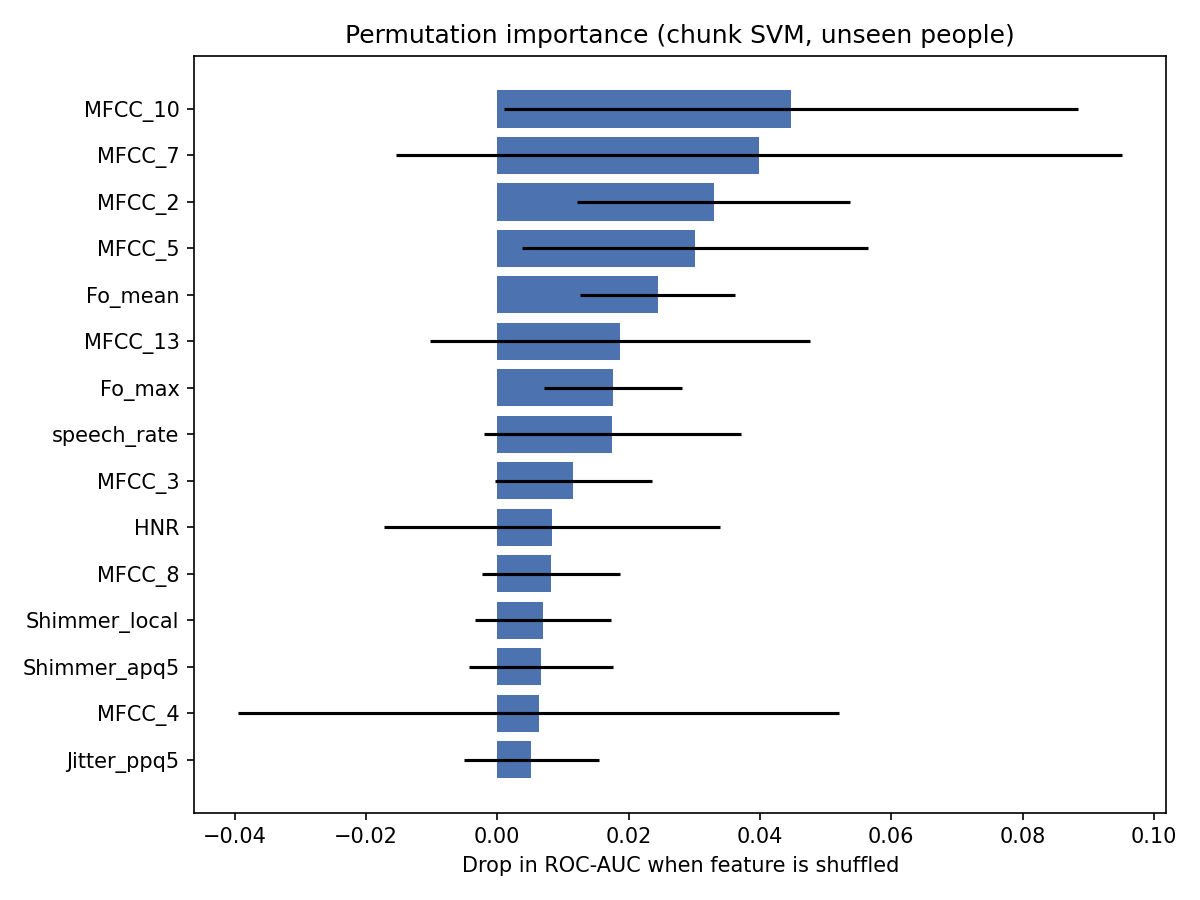 Permutation importance (chunk SVM, unseen people)
MFCC_10
MFCC_7
MFCC_2
MFCC_5
Fo_mean
MFCC_13
Fo_max
speech_rate
MFCC_3
HNR
MFCC_8
Shimmer_local
Shimmer_apq5
MFCC_4
Jitter_ppq5
−0.04 −0.02 0.00 0.02 0.04 0.06 0.08 0.10
Drop in ROC-AUC when feature is shuffled